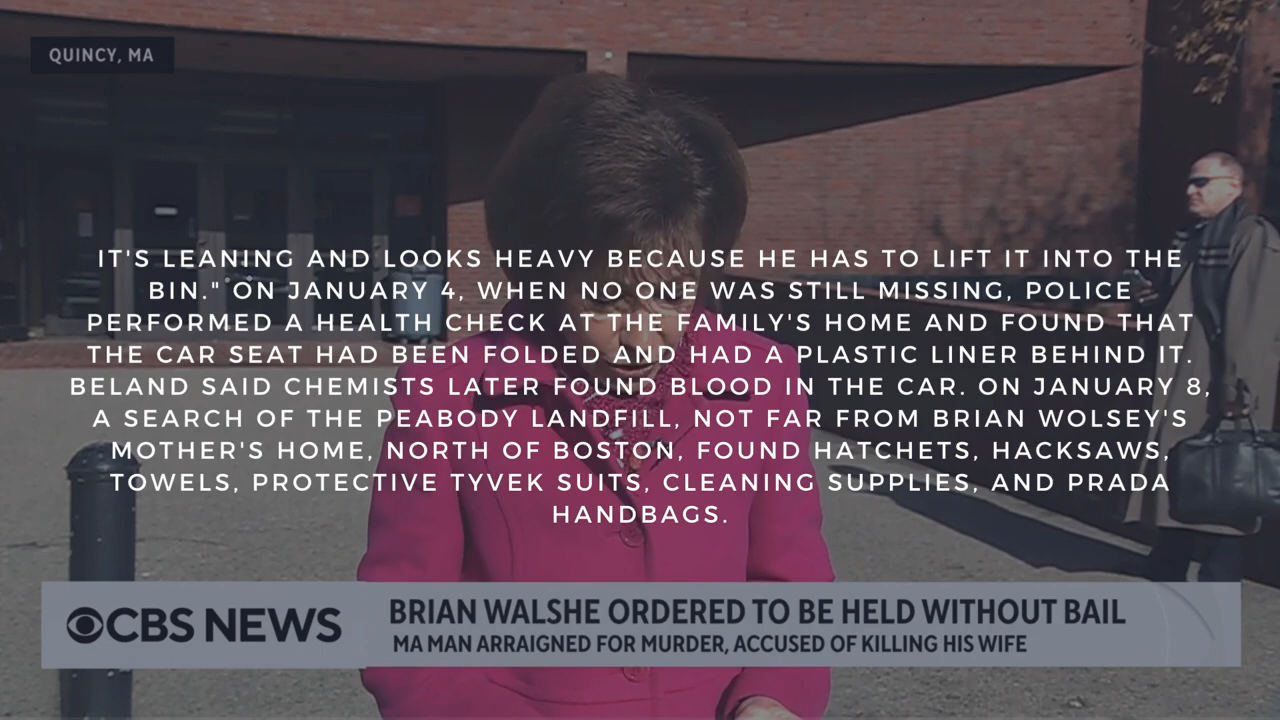 QUINCY, MA
IT'S LEANING AND LOOKS HEAVY BECAUSE HE HAS TO LIFT IT INTO THE
BIN." ON JANUARY 4, WHEN NO ONE WAS STILL MISSING, POLICE
PERFORMED A HEALTH CHECK AT THE FAMILY'S HOME AND FOUND THAT
THE CAR SEAT HAD BEEN FOLDED AND HAD A PLASTIC LINER BEHIND IT.
BELAND SAID CHEMISTS LATER FOUND BLOOD IN THE CAR. ON JANUARY 8,
A SEARCH OF THE PEABODY LANDFILL, NOT FAR FROM BRIAN WOLSEY'S
MOTHER'S HOME, NORTH OF BOSTON, FOUND HATCHETS, HACKSAWS,
TOWELS, PROTECTIVE TYVEK SUITS, CLEANING SUPPLIES, AND PRADA
HANDBAGS.
CBS NEWS
BRIAN WALSHE ORDERED TO BE HELD WITHOUT BAIL
MA MAN ARRAIGNED FOR MURDER, ACCUSED OF KILLING HIS WIFE